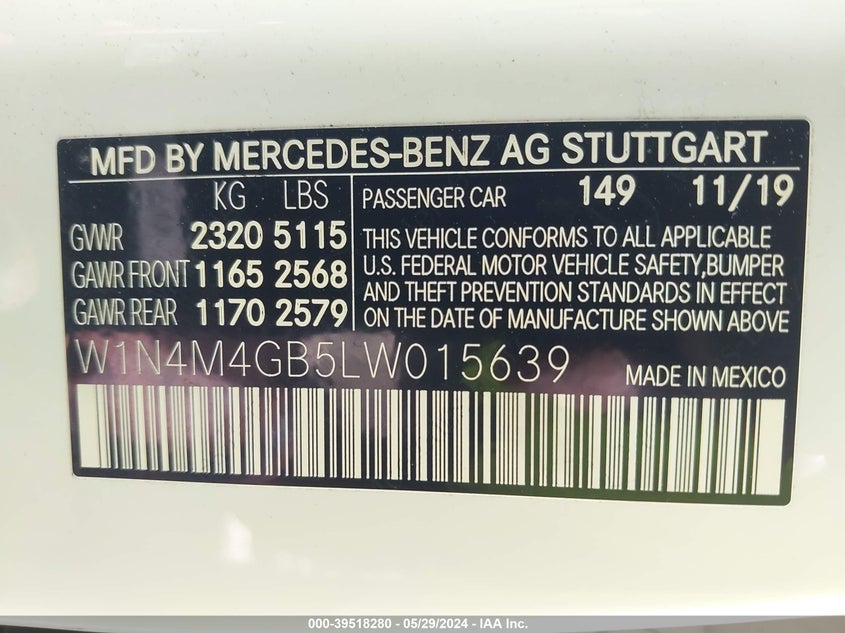 MFD BY MERCEDES-BENZ AG STUTTGART
KG LBS
GVWR 2320 5115
GAWR FRONT 1165 2568
GAWR REAR 1170 2579
PASSENGER CAR 149 11/19
THIS VEHICLE CONFORMS TO ALL APPLICABLE
U.S. FEDERAL MOTOR VEHICLE SAFETY,BUMPER
AND THEFT PREVENTION STANDARDS IN EFFECT
ON THE DATE OF MANUFACTURE SHOWN ABOVE
W1N4M4GB5LW015639
MADE IN MEXICO
000-39518280 - 05/29/2024 - IAA Inc.